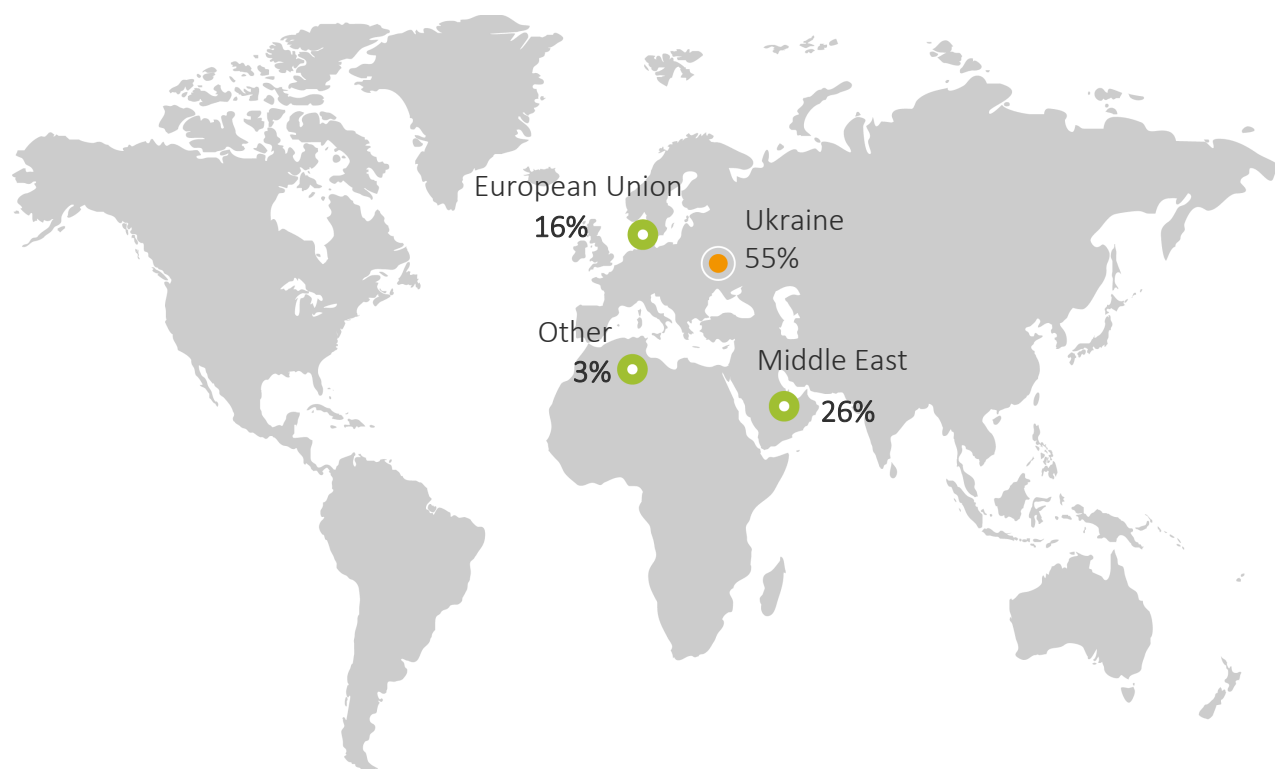 European Union
16%
Ukraine
55%
Other
3%
Middle East
26%